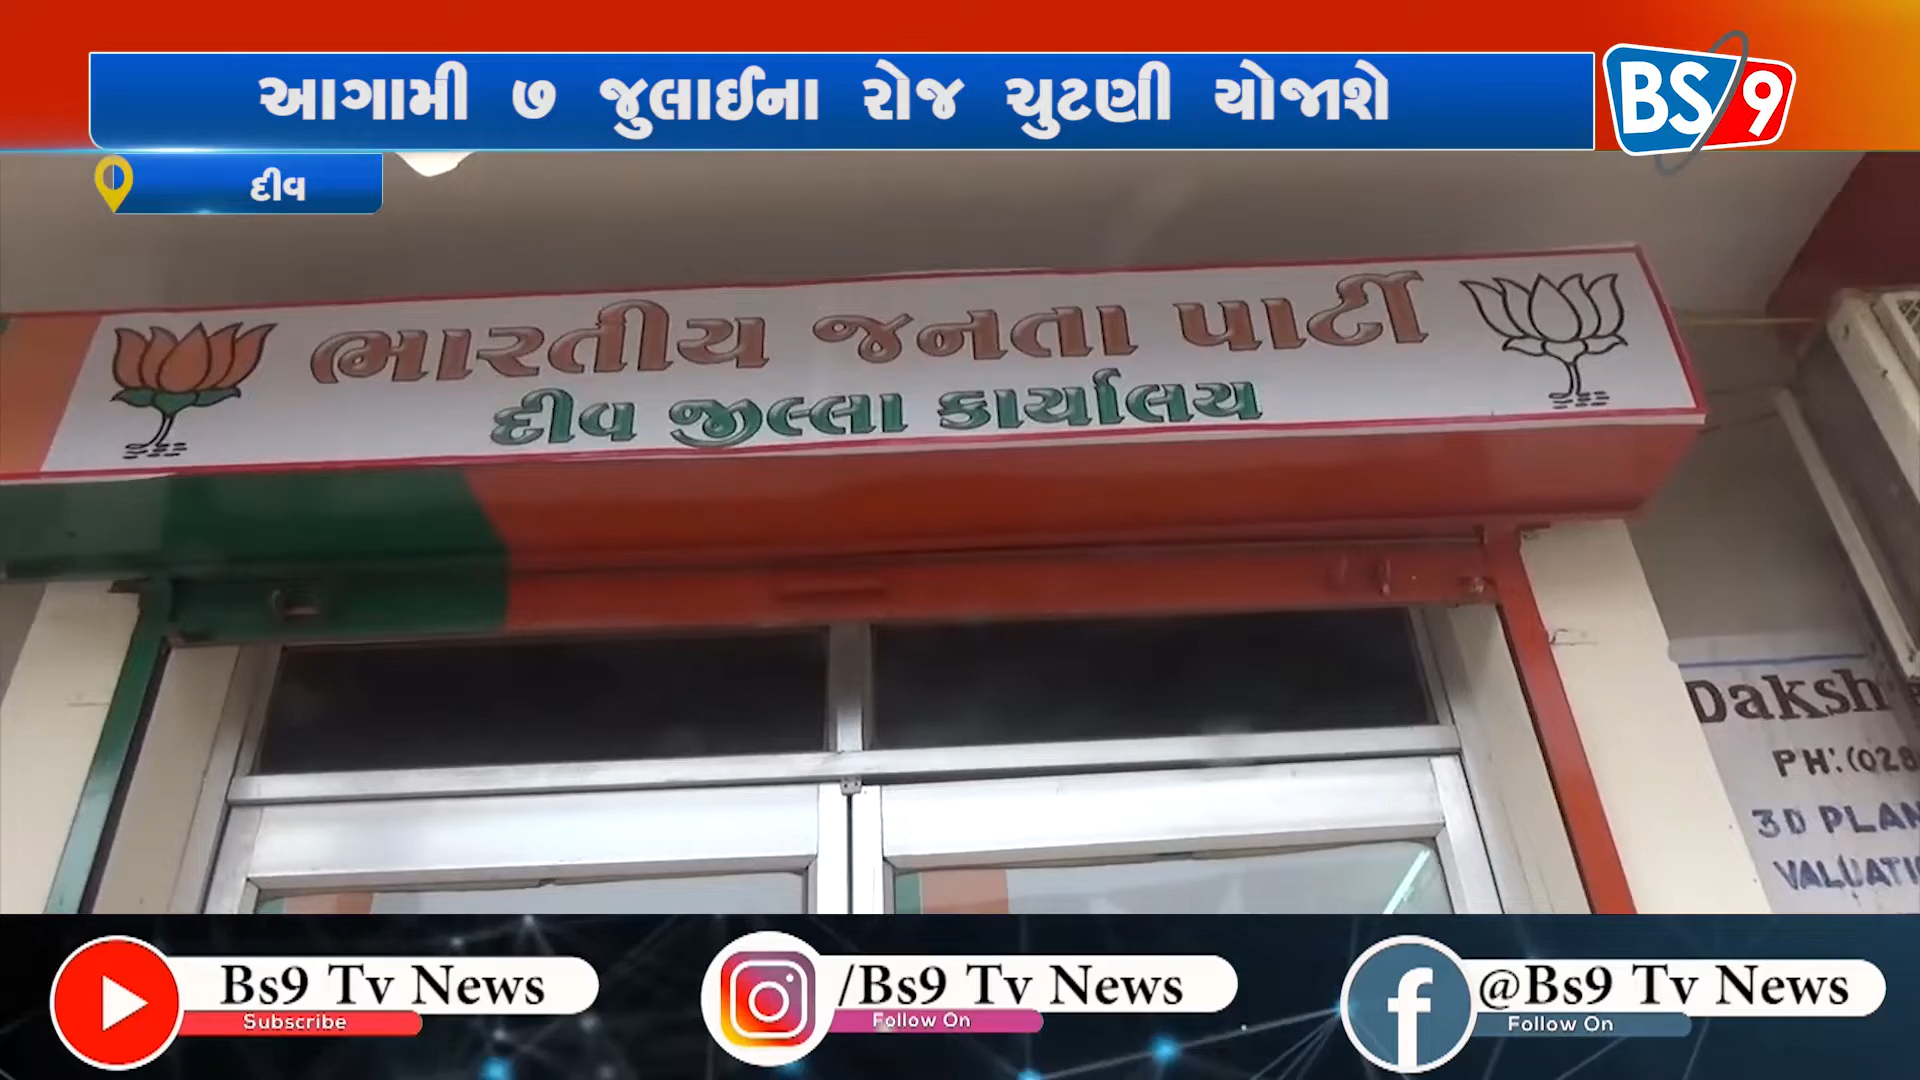 આગામી ૭ જુલાઈના રોજ ચુટણી યોજાશે
BS9
દીવ
ભારતીય જનતા પાર્ટી
દીવ જીલ્લા કાર્યાલય
Daksh
PH:(028
3D PLAN
VALUATI
Bs9 Tv News
Subscribe
/Bs9 Tv News
Follow On
@Bs9 Tv News
Follow On